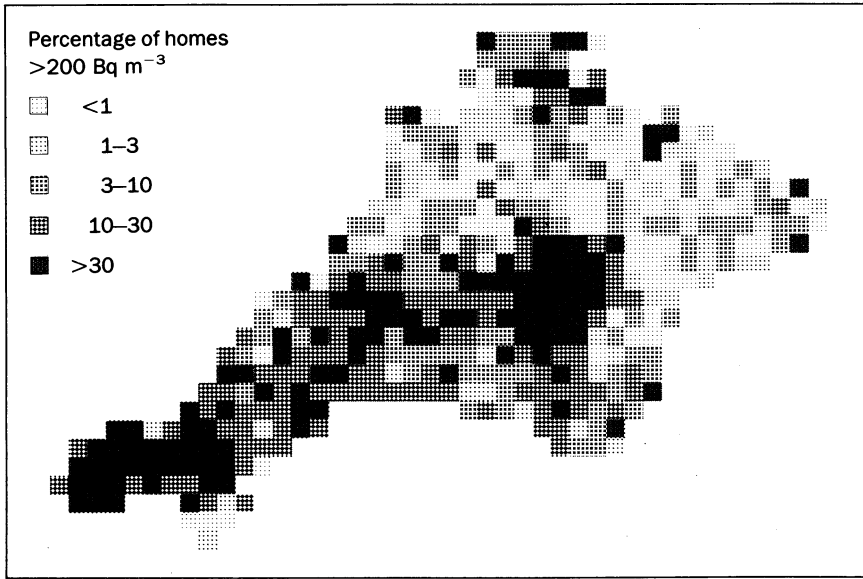 Percentage of homes
>200 Bq m⁻³
<1
1–3
3–10
10–30
>30